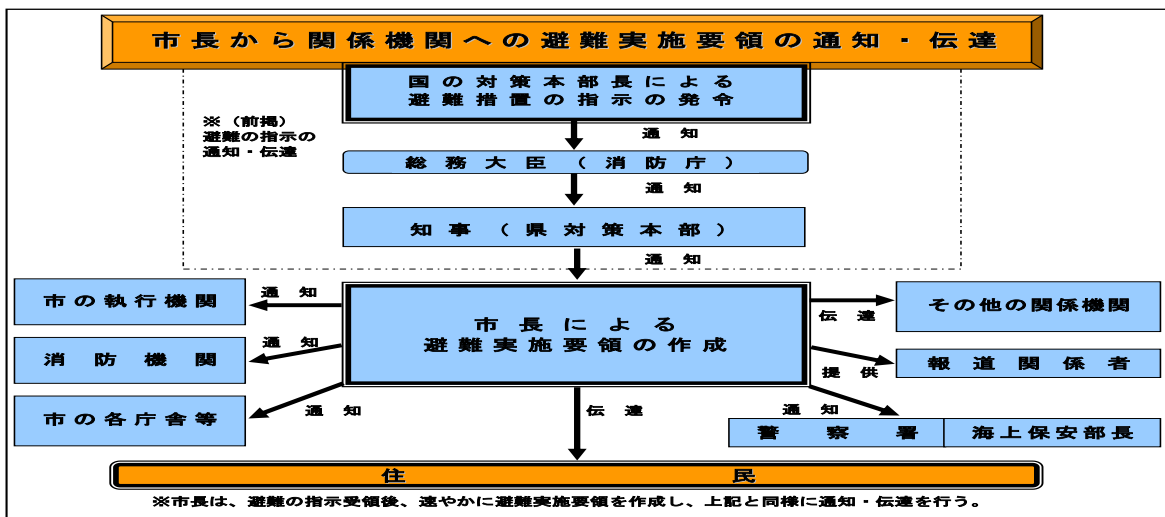 市長から関係機関への避難実施要領の通知・伝達
国の対策本部長による
避難措置の指示の発令
※（前掲）
避難の指示の
通知・伝達
通知
総務大臣（消防庁）
通知
知事（県対策本部）
通知
市の執行機関
通知
市長による
避難実施要領の作成
伝達
その他の関係機関
消防機関
通知
提供
報道関係者
市の各庁舎等
通知
伝達
通知
警察署
海上保安部長
住民
※市長は、避難の指示受領後、速やかに避難実施要領を作成し、上記と同様に通知・伝達を行う。